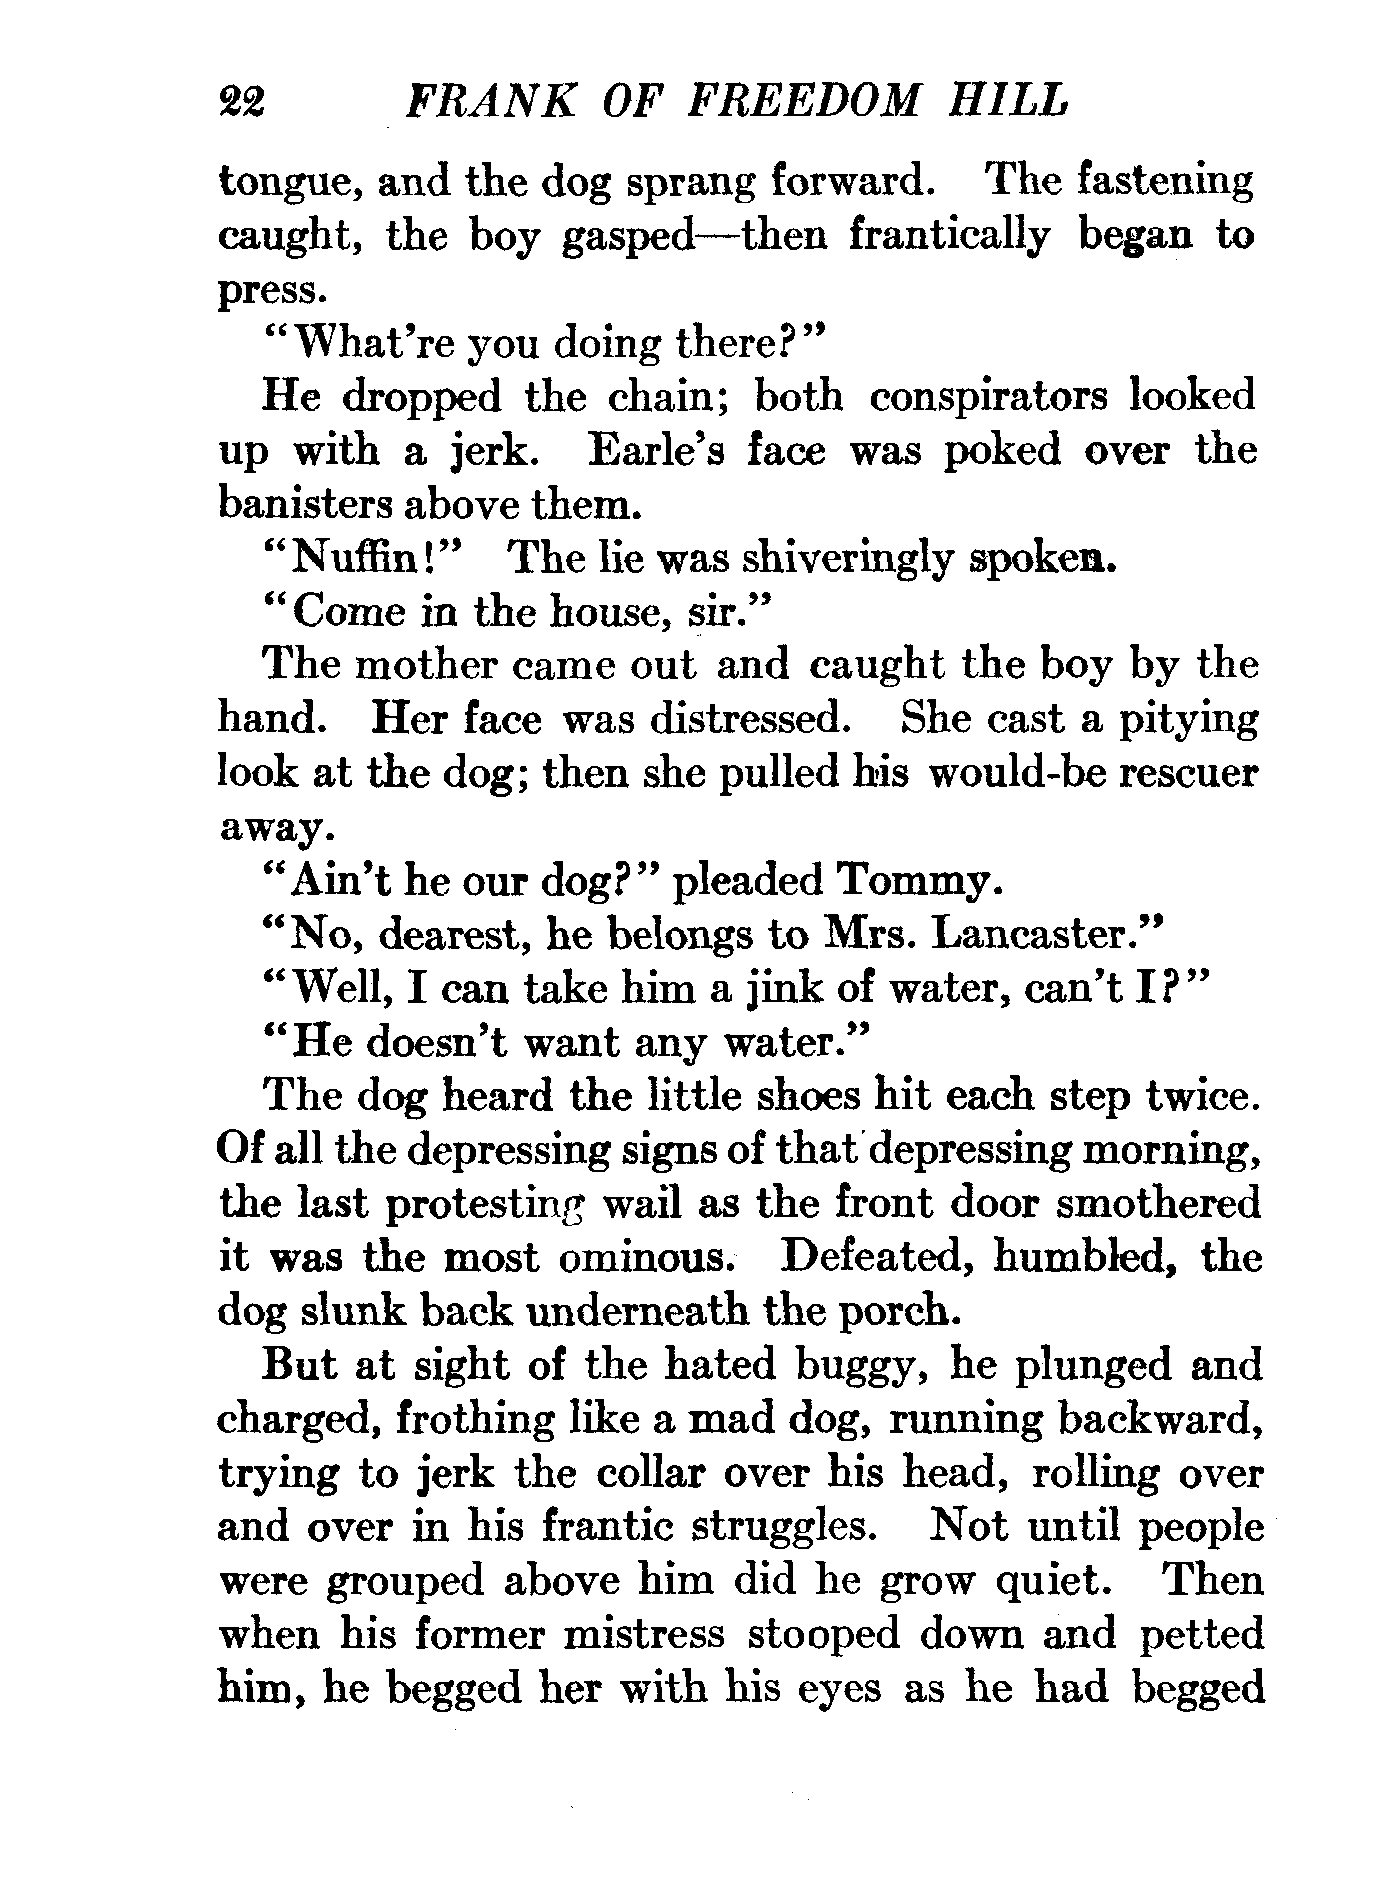 22 FRANK OF FREEDOM HILL
tongue, and the dog sprang forward. The fastening
caught, the boy gasped—then frantically began to
press.
“What’re you doing there?”
He dropped the chain; both conspirators looked
up with a jerk. Earle’s face was poked over the
banisters above them.
“Nuffin!” The lie was shiveringly spoken.
“Come in the house, sir.”
The mother came out and caught the boy by the
hand. Her face was distressed. She cast a pitying
look at the dog; then she pulled his would-be rescuer
away.
“Ain’t he our dog?” pleaded Tommy.
“No, dearest, he belongs to Mrs. Lancaster.”
“Well, I can take him a jink of water, can’t I?”
“He doesn’t want any water.”
The dog heard the little shoes hit each step twice.
Of all the depressing signs of that depressing morning,
the last protesting wail as the front door smothered
it was the most ominous. Defeated, humbled, the
dog slunk back underneath the porch.
But at sight of the hated buggy, he plunged and
charged, frothing like a mad dog, running backward,
trying to jerk the collar over his head, rolling over
and over in his frantic struggles. Not until people
were grouped above him did he grow quiet. Then
when his former mistress stooped down and petted
him, he begged her with his eyes as he had begged